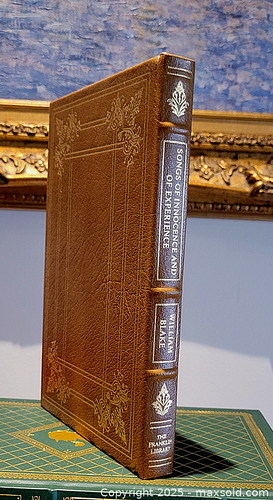 SONGS OF INNOCENCE AND
OF EXPERIENCE
WILLIAM
BLAKE
THE
FRANKLIN
LIBRARY
Copyright © 2025 - maxsold.com